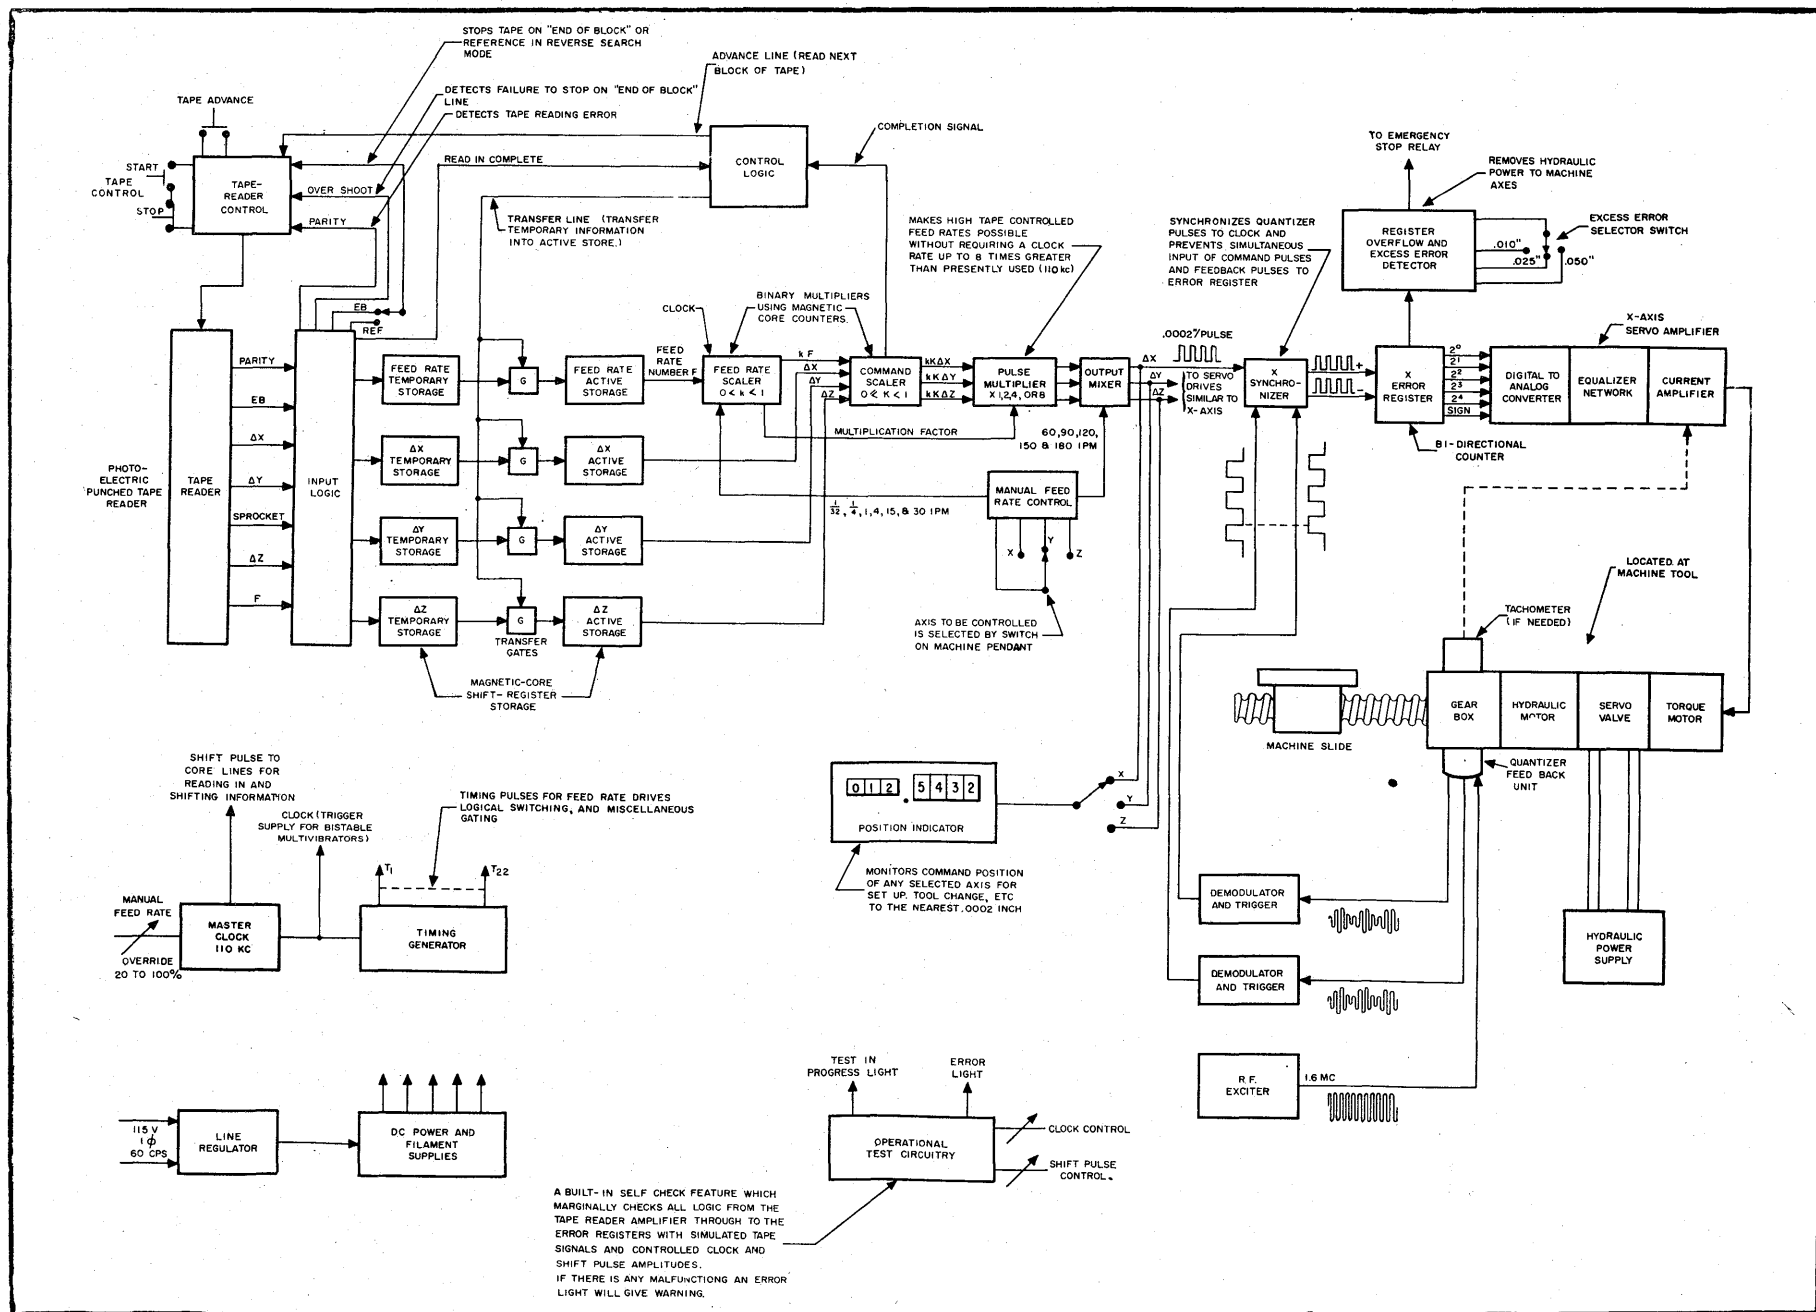 STOPS TAPE ON "END OF BLOCK" OR
REFERENCE IN REVERSE SEARCH
MODE
ADVANCE LINE (READ NEXT
BLOCK OF TAPE)
DETECTS FAILURE TO STOP ON "END OF BLOCK"
LINE
DETECTS TAPE READING ERROR
TAPE ADVANCE
START
TAPE
CONTROL
STOP
TAPE-
READER
CONTROL
OVER SHOOT
PARITY
READ IN COMPLETE
CONTROL
LOGIC
COMPLETION SIGNAL
TRANSFER LINE (TRANSFER
TEMPORARY INFORMATION
INTO ACTIVE STORE.)
MAKES HIGH TAPE CONTROLLED
FEED RATES POSSIBLE
WITHOUT REQUIRING A CLOCK
RATE UP TO 8 TIMES GREATER
THAN PRESENTLY USED (110 kc)
SYNCHRONIZES QUANTIZER
PULSES TO CLOCK AND
PREVENTS SIMULTANEOUS
INPUT OF COMMAND PULSES
AND FEEDBACK PULSES TO
ERROR REGISTER
TO EMERGENCY
STOP RELAY
REMOVES HYDRAULIC
POWER TO MACHINE
AXES
REGISTER
OVERFLOW AND
EXCESS ERROR
DETECTOR
EXCESS ERROR
SELECTOR SWITCH
.010"
.025"
.050"
PHOTO-
ELECTRIC
PUNCHED TAPE
READER
TAPE
READER
PARITY
EB
ΔX
ΔY
SPROCKET
ΔZ
F
INPUT
LOGIC
EB
REF
FEED RATE
TEMPORARY
STORAGE
G
FEED RATE
ACTIVE
STORAGE
ΔX
TEMPORARY
STORAGE
G
ΔX
ACTIVE
STORAGE
ΔY
TEMPORARY
STORAGE
G
ΔY
ACTIVE
STORAGE
ΔZ
TEMPORARY
STORAGE
G
ΔZ
ACTIVE
STORAGE
TRANSFER
GATES
MAGNETIC-CORE
SHIFT-REGISTER
STORAGE
CLOCK
BINARY MULTIPLIERS
USING MAGNETIC
CORE COUNTERS.
FEED
RATE
NUMBER F
FEED RATE
SCALER
0 < k < 1
kF
ΔX
ΔY
ΔZ
COMMAND
SCALER
0 < K < 1
kKΔX
kKΔY
kKΔZ
PULSE
MULTIPLIER
X 1,2,4, OR 8
OUTPUT
MIXER
MULTIPLICATION FACTOR
60,90,120,
150 & 180 IPM
1/32, 1/4, 1, 4, 15, & 30 IPM
MANUAL FEED
RATE CONTROL
X
Y
Z
AXIS TO BE CONTROLLED
IS SELECTED BY SWITCH
ON MACHINE PENDANT
ΔX
ΔY
ΔZ
.0002"/PULSE
TO SERVO
DRIVES
SIMILAR TO
X-AXIS
X
SYNCHRO-
NIZER
+
-
X
ERROR
REGISTER
2⁰
2¹
2²
2³
2⁴
SIGN
BI-DIRECTIONAL
COUNTER
X-AXIS
SERVO AMPLIFIER
DIGITAL TO
ANALOG
CONVERTER
EQUALIZER
NETWORK
CURRENT
AMPLIFIER
LOCATED AT
MACHINE TOOL
TACHOMETER
(IF NEEDED)
GEAR
BOX
HYDRAULIC
MOTOR
SERVO
VALVE
TORQUE
MOTOR
MACHINE SLIDE
QUANTIZER
FEED BACK
UNIT
SHIFT PULSE TO
CORE LINES FOR
READING IN AND
SHIFTING INFORMATION
CLOCK (TRIGGER
SUPPLY FOR BISTABLE
MULTIVIBRATORS)
TIMING PULSES FOR FEED RATE DRIVES
LOGICAL SWITCHING, AND MISCELLANEOUS
GATING
T1
T22
MANUAL
FEED RATE
OVERRIDE
20 TO 100%
MASTER
CLOCK
110 KC
TIMING
GENERATOR
012.5432
POSITION INDICATOR
X
Y
Z
MONITORS COMMAND POSITION
OF ANY SELECTED AXIS FOR
SET UP, TOOL CHANGE, ETC
TO THE NEAREST .0002 INCH
DEMODULATOR
AND TRIGGER
DEMODULATOR
AND TRIGGER
HYDRAULIC
POWER
SUPPLY
R.F.
EXCITER
1.6 MC
115 V
1 ϕ
60 CPS
LINE
REGULATOR
DC POWER AND
FILAMENT
SUPPLIES
TEST IN
PROGRESS LIGHT
ERROR
LIGHT
OPERATIONAL
TEST CIRCUITRY
CLOCK CONTROL
SHIFT PULSE
CONTROL.
A BUILT-IN SELF CHECK FEATURE WHICH
MARGINALLY CHECKS ALL LOGIC FROM THE
TAPE READER AMPLIFIER THROUGH TO THE
ERROR REGISTERS WITH SIMULATED TAPE
SIGNALS AND CONTROLLED CLOCK AND
SHIFT PULSE AMPLITUDES.
IF THERE IS ANY MALFUNCTIONG AN ERROR
LIGHT WILL GIVE WARNING.